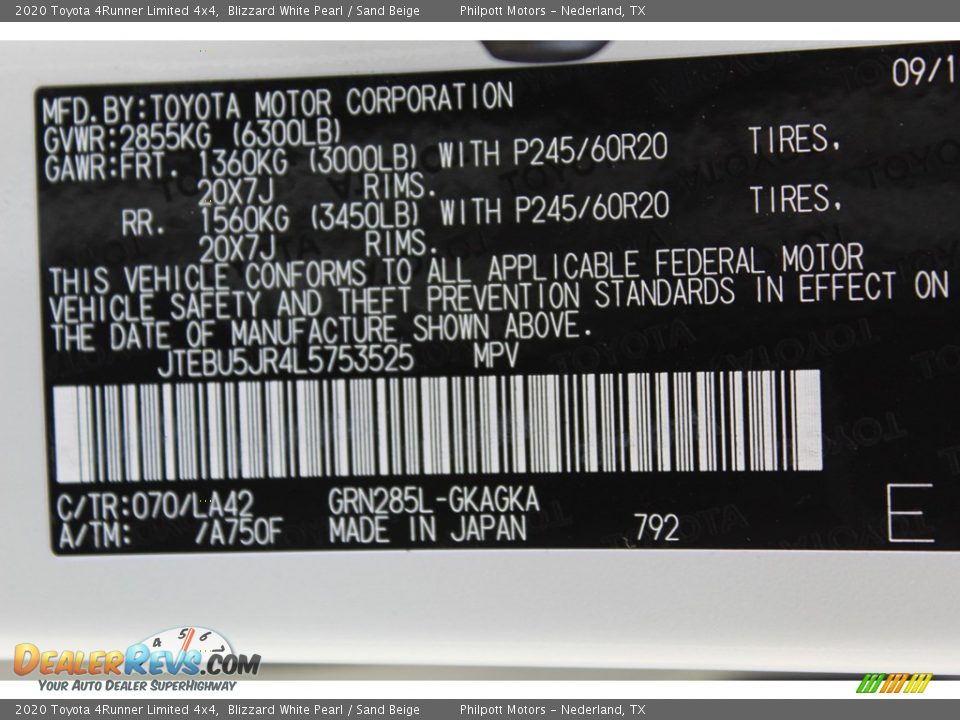 2020 Toyota 4Runner Limited 4x4, Blizzard White Pearl / Sand Beige Philpott Motors - Nederland, TX
09/1
MFD.BY:TOYOTA MOTOR CORPORATION
GVWR:2855KG (6300LB)
GAWR:FRT. 1360KG (3000LB) WITH P245/60R20 TIRES,
20X7J RIMS.
RR. 1560KG (3450LB) WITH P245/60R20 TIRES,
20X7J RIMS.
THIS VEHICLE CONFORMS TO ALL APPLICABLE FEDERAL MOTOR
VEHICLE SAFETY AND THEFT PREVENTION STANDARDS IN EFFECT ON
THE DATE OF MANUFACTURE SHOWN ABOVE.
JTEBU5JR4L5753525 MPV
C/TR:070/LA42 GRN285L-GKAGKA
A/TM: /A750F MADE IN JAPAN 792 E
4 5 6 7
DealerRevs.com
Your Auto Dealer SuperHighway
2020 Toyota 4Runner Limited 4x4, Blizzard White Pearl / Sand Beige Philpott Motors - Nederland, TX